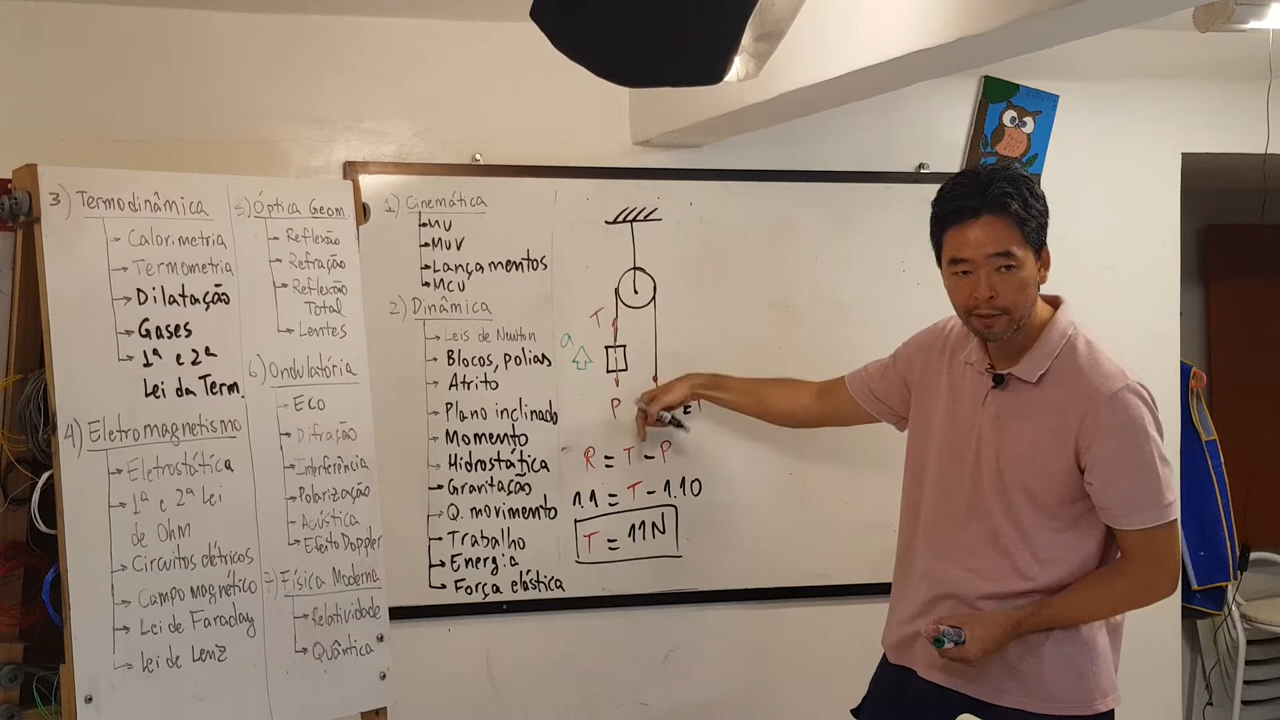 3) Termodinâmica
Calorimetria
Termometria
Dilatação
Gases
1ª e 2ª
Lei da Term.
4) Eletromagnetismo
Eletrostática
1ª e 2ª Lei
de Ohm
Circuitos elétricos
Campo magnético
Lei de Faraday
Lei de Lenz
5) Óptica Geom.
Reflexão
Refração
Reflexão
Total
Lentes
6) Ondulatória
Eco
Difração
Interferência
Polarização
Acústica
Efeito Doppler
7) Física Moderna
Relatividade
Quântica
1) Cinemática
MU
MUV
Lançamentos
MCU
2) Dinâmica
Leis de Newton
Blocos, polias
Atrito
Plano inclinado
Momento
Hidrostática
Gravitação
Q. movimento
Trabalho
Energia
Força elástica
T
a
P
R = T - P
1.1 = T - 1.10
T = 11N